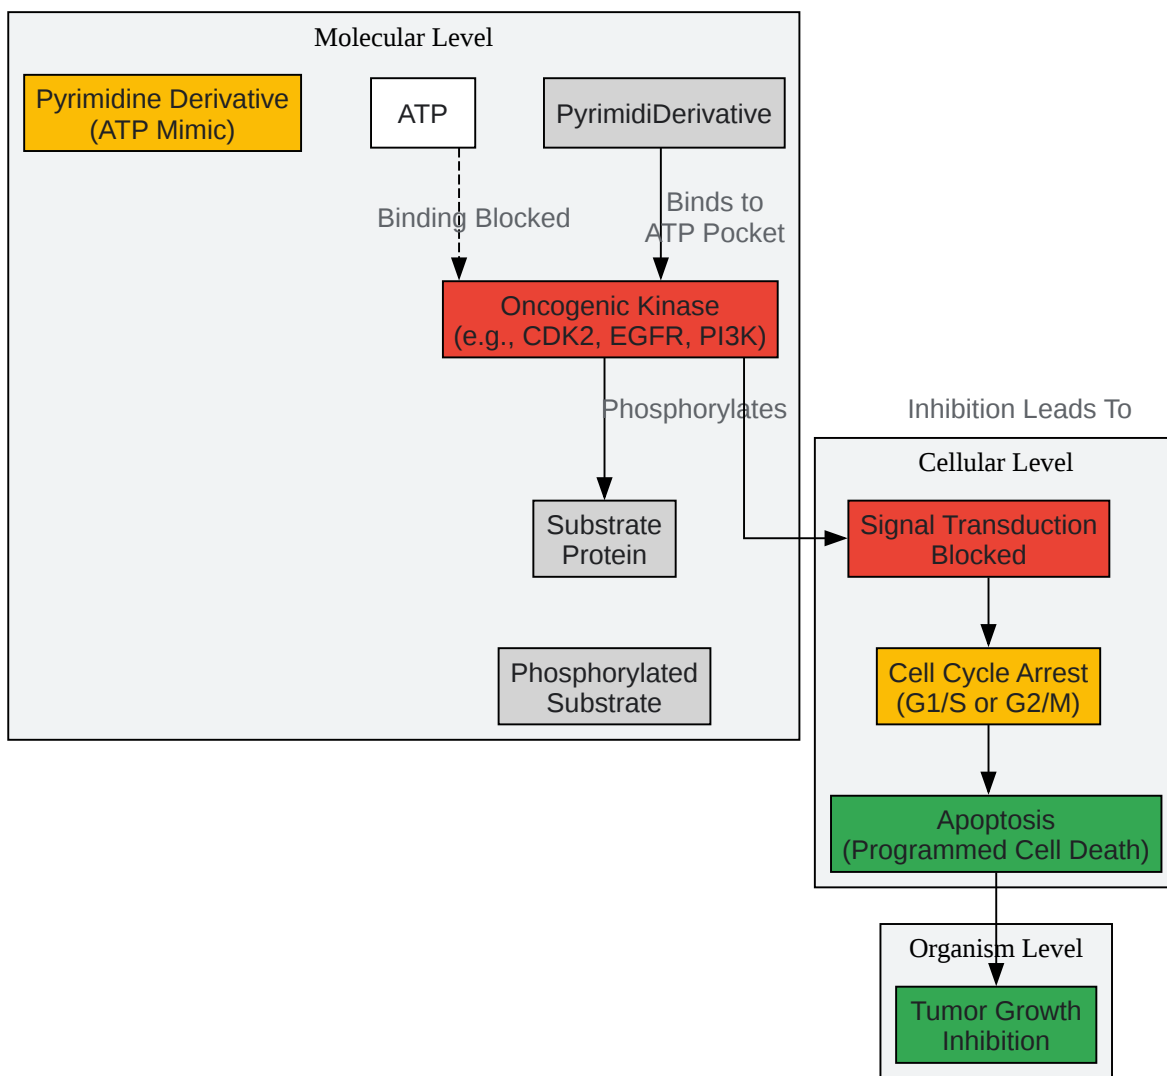 Molecular Level
Pyrimidine Derivative
(ATP Mimic)
ATP
PyrimidiDerivative
Binding Blocked
Binds to
ATP Pocket
Oncogenic Kinase
(e.g., CDK2, EGFR, PI3K)
Phosphorylates
Inhibition Leads To
Cellular Level
Substrate
Protein
Signal Transduction
Blocked
Phosphorylated
Substrate
Cell Cycle Arrest
(G1/S or G2/M)
Apoptosis
(Programmed Cell Death)
Organism Level
Tumor Growth
Inhibition